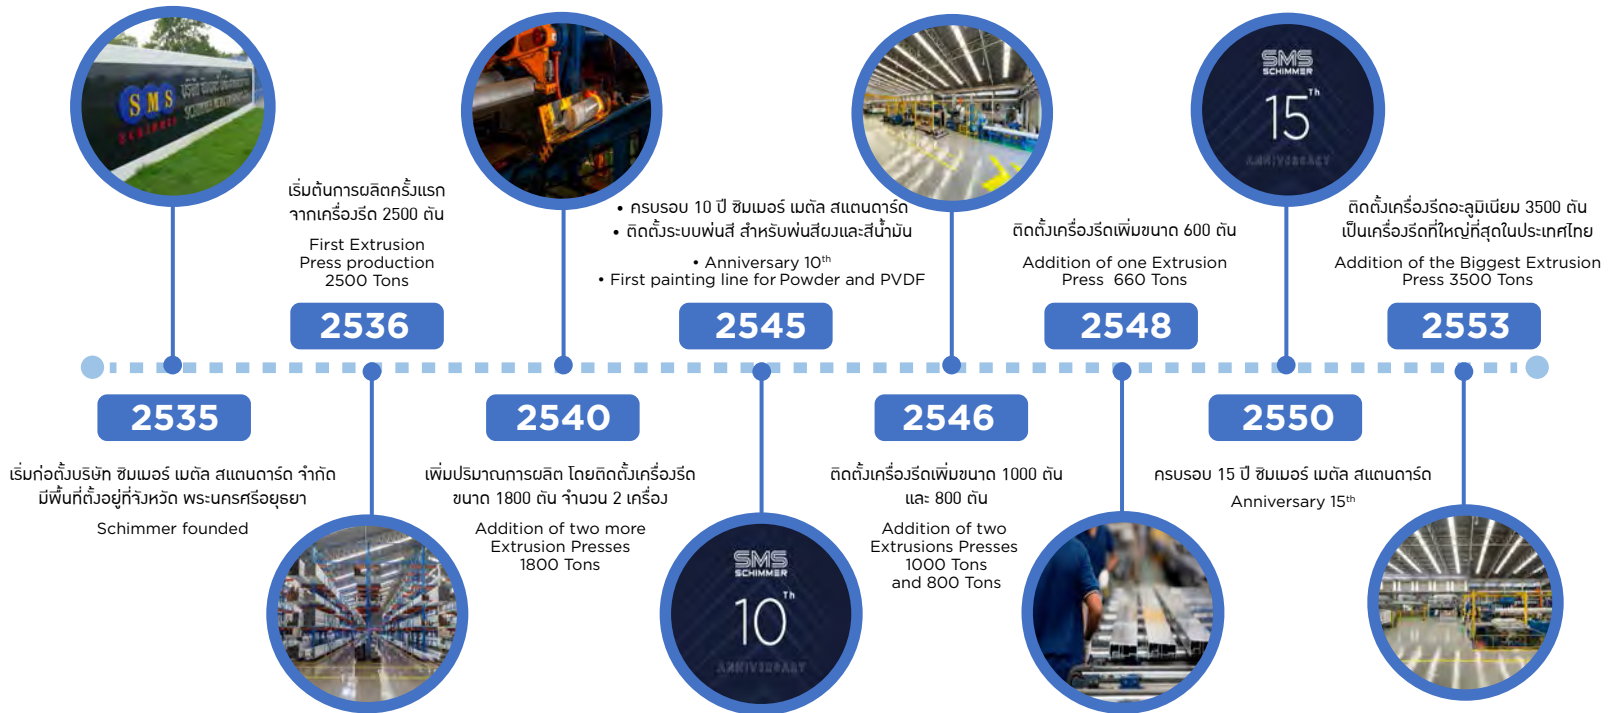 SMS
SCHIMMER
เริ่มต้นการผลิตครั้งแรก
จากเครื่องรีด 2500 ตัน
First Extrusion
Press production
2500 Tons
2536
• ครบรอบ 10 ปี ชิมเมอร์ เมตัล สแตนดาร์ด
• ติดตั้งระบบพ่นสี สำหรับพ่นสีผงและสีน้ำมัน
• Anniversary 10th
• First painting line for Powder and PVDF
2545
ติดตั้งเครื่องรีดเพิ่มขนาด 600 ตัน
Addition of one Extrusion
Press 660 Tons
2548
SMS
SCHIMMER
15Th
ANNIVERSARY
ติดตั้งเครื่องรีดอะลูมิเนียม 3500 ตัน
เป็นเครื่องรีดที่ใหญ่ที่สุดในประเทศไทย
Addition of the Biggest Extrusion
Press 3500 Tons
2553
2535
เริ่มก่อตั้งบริษัท ชิมเมอร์ เมตัล สแตนดาร์ด จำกัด
มีพื้นที่ตั้งอยู่ที่จังหวัด พระนครศรีอยุธยา
Schimmer founded
2540
เพิ่มปริมาณการผลิต โดยติดตั้งเครื่องรีด
ขนาด 1800 ตัน จำนวน 2 เครื่อง
Addition of two more
Extrusion Presses
1800 Tons
SMS
SCHIMMER
10Th
ANNIVERSARY
2546
ติดตั้งเครื่องรีดเพิ่มขนาด 1000 ตัน
และ 800 ตัน
Addition of two
Extrusions Presses
1000 Tons
and 800 Tons
2550
ครบรอบ 15 ปี ชิมเมอร์ เมตัล สแตนดาร์ด
Anniversary 15th